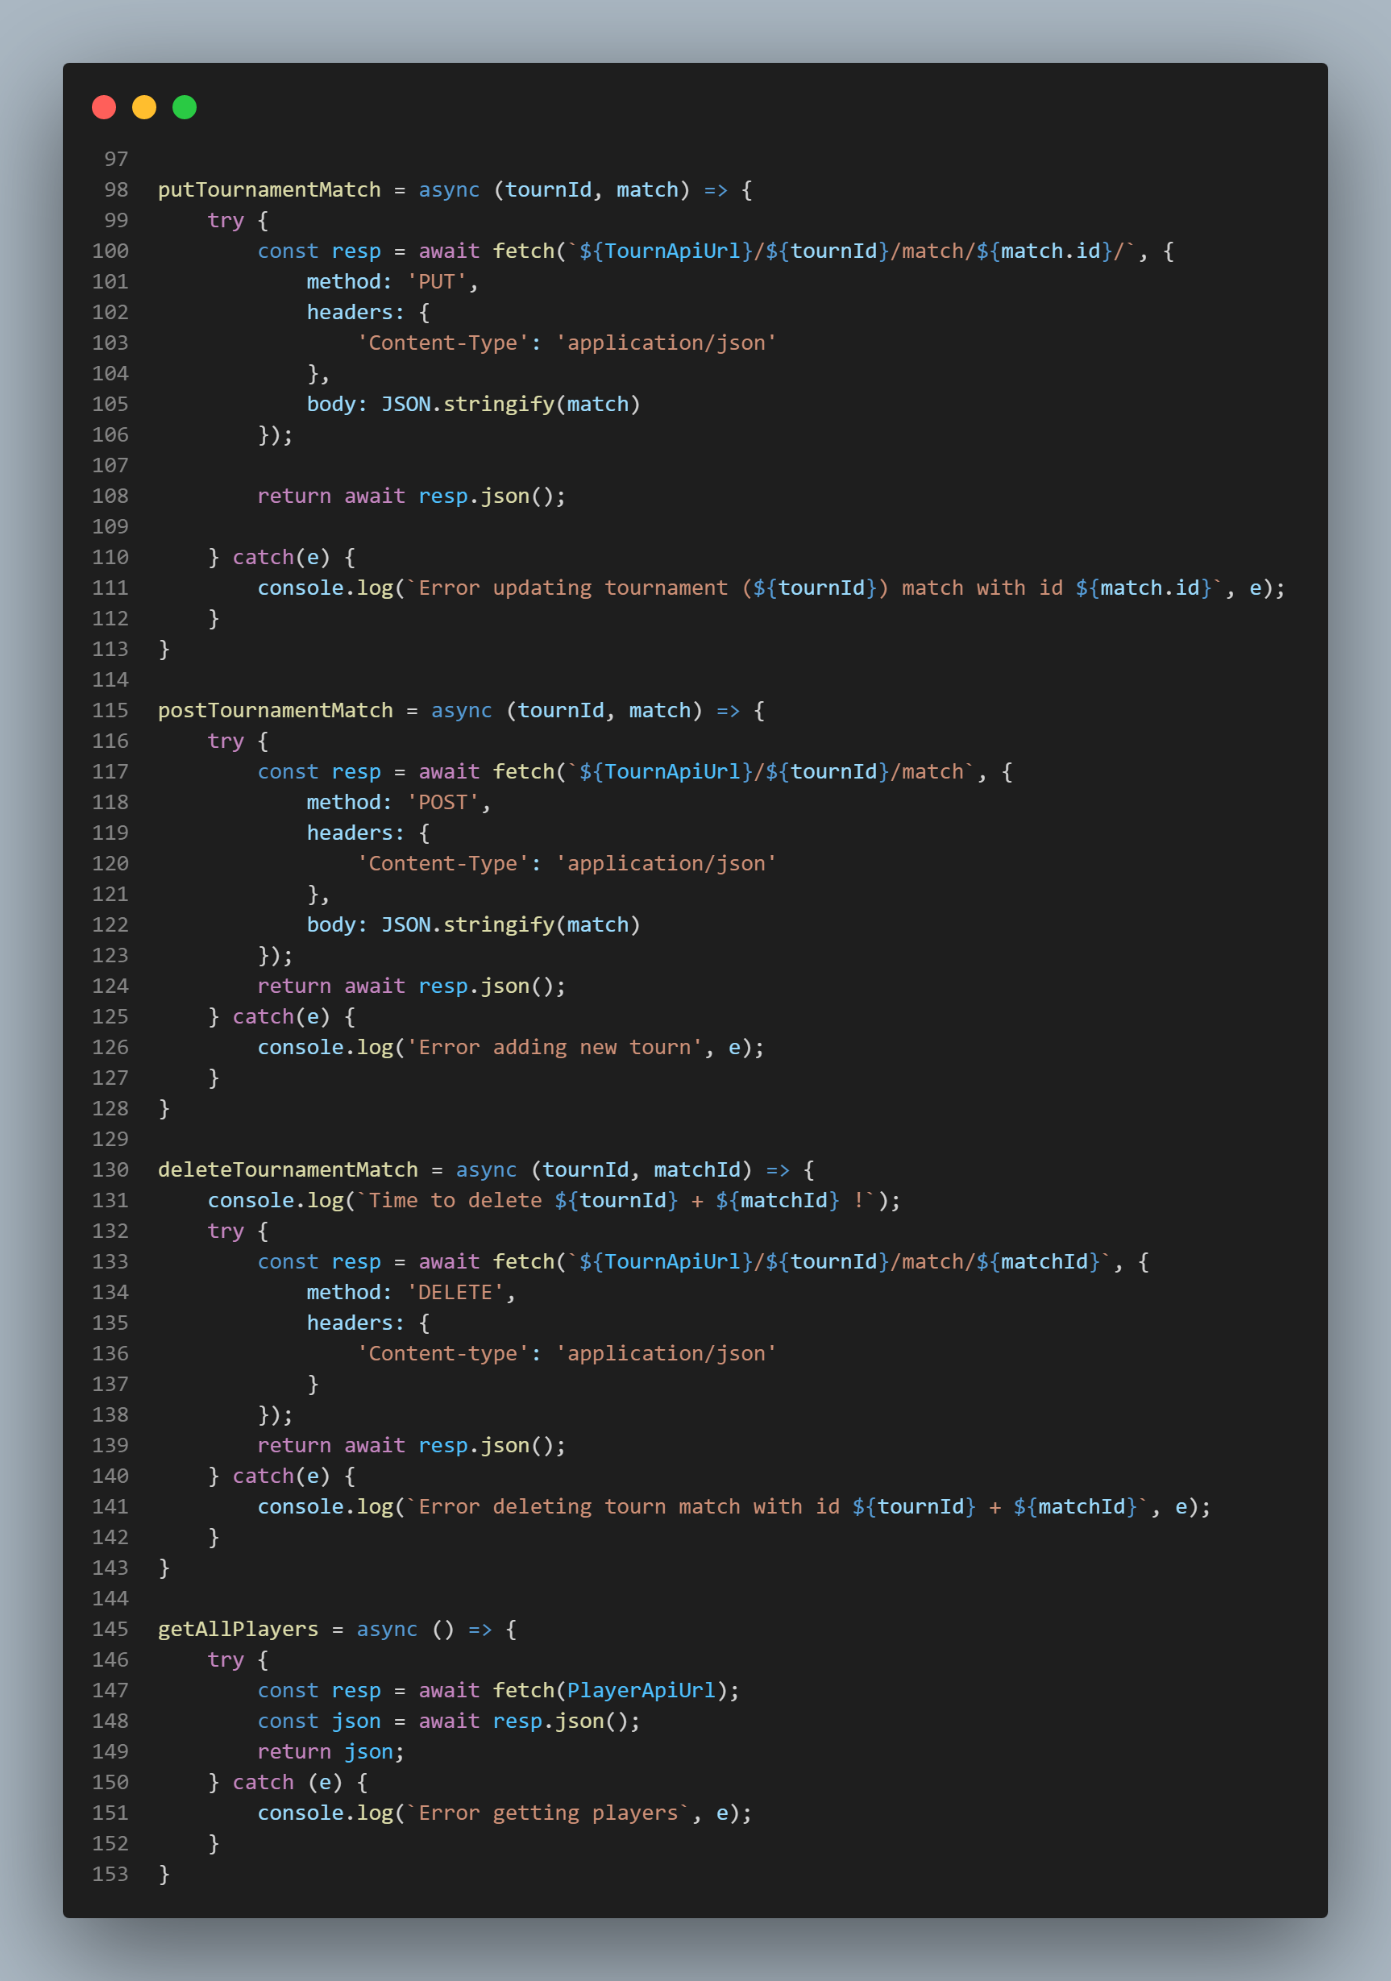 97
98 putTournamentMatch = async (tournId, match) => {
99     try {
100         const resp = await fetch(`${TournApiUrl}/${tournId}/match/${match.id}/`, {
101             method: 'PUT',
102             headers: {
103                 'Content-Type': 'application/json'
104             },
105             body: JSON.stringify(match)
106         });
107
108         return await resp.json();
109
110     } catch(e) {
111         console.log(`Error updating tournament (${tournId}) match with id ${match.id}`, e);
112     }
113 }
114
115 postTournamentMatch = async (tournId, match) => {
116     try {
117         const resp = await fetch(`${TournApiUrl}/${tournId}/match`, {
118             method: 'POST',
119             headers: {
120                 'Content-Type': 'application/json'
121             },
122             body: JSON.stringify(match)
123         });
124         return await resp.json();
125     } catch(e) {
126         console.log('Error adding new tourn', e);
127     }
128 }
129
130 deleteTournamentMatch = async (tournId, matchId) => {
131     console.log(`Time to delete ${tournId} + ${matchId} !`);
132     try {
133         const resp = await fetch(`${TournApiUrl}/${tournId}/match/${matchId}`, {
134             method: 'DELETE',
135             headers: {
136                 'Content-type': 'application/json'
137             }
138         });
139         return await resp.json();
140     } catch(e) {
141         console.log(`Error deleting tourn match with id ${tournId} + ${matchId}`, e);
142     }
143 }
144
145 getAllPlayers = async () => {
146     try {
147         const resp = await fetch(PlayerApiUrl);
148         const json = await resp.json();
149         return json;
150     } catch (e) {
151         console.log(`Error getting players`, e);
152     }
153 }